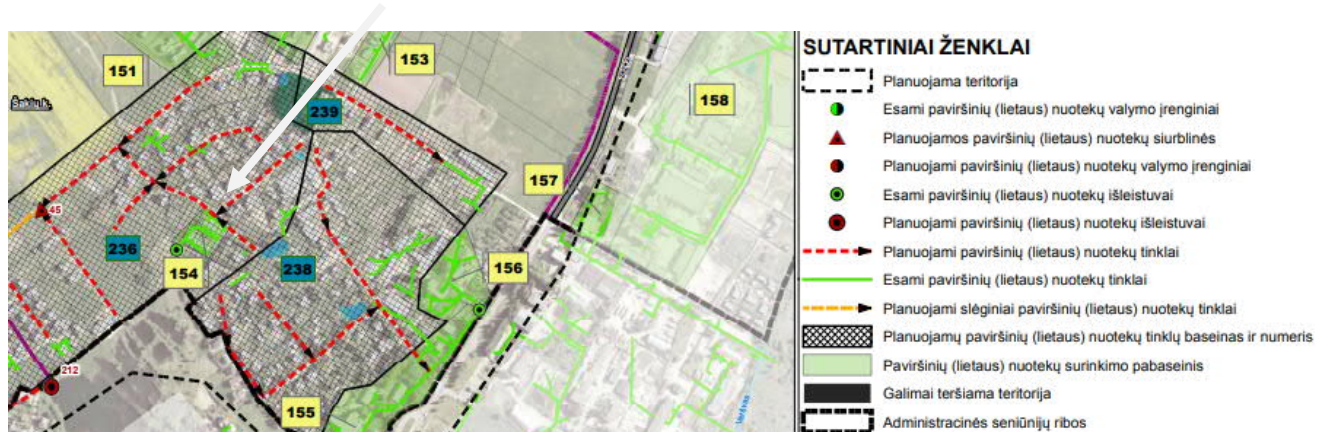 151
153
158
239
Šaklų k.
157
45
236
154
238
156
212
155
SUTARTINIAI ŽENKLAI
Planuojama teritorija
Esami paviršinių (lietaus) nuotekų valymo įrenginiai
Planuojamos paviršinių (lietaus) nuotekų siurblinės
Planuojami paviršinių (lietaus) nuotekų valymo įrenginiai
Esami paviršinių (lietaus) nuotekų išleistuvai
Planuojami paviršinių (lietaus) nuotekų išleistuvai
Planuojami paviršinių (lietaus) nuotekų tinklai
Esami paviršinių (lietaus) nuotekų tinklai
Planuojami slėginiai paviršinių (lietaus) nuotekų tinklai
Planuojamų paviršinių (lietaus) nuotekų tinklų baseinas ir numeris
Paviršinių (lietaus) nuotekų surinkimo pabaseinis
Galimai teršiama teritorija
Administracinės seniūnijų ribos